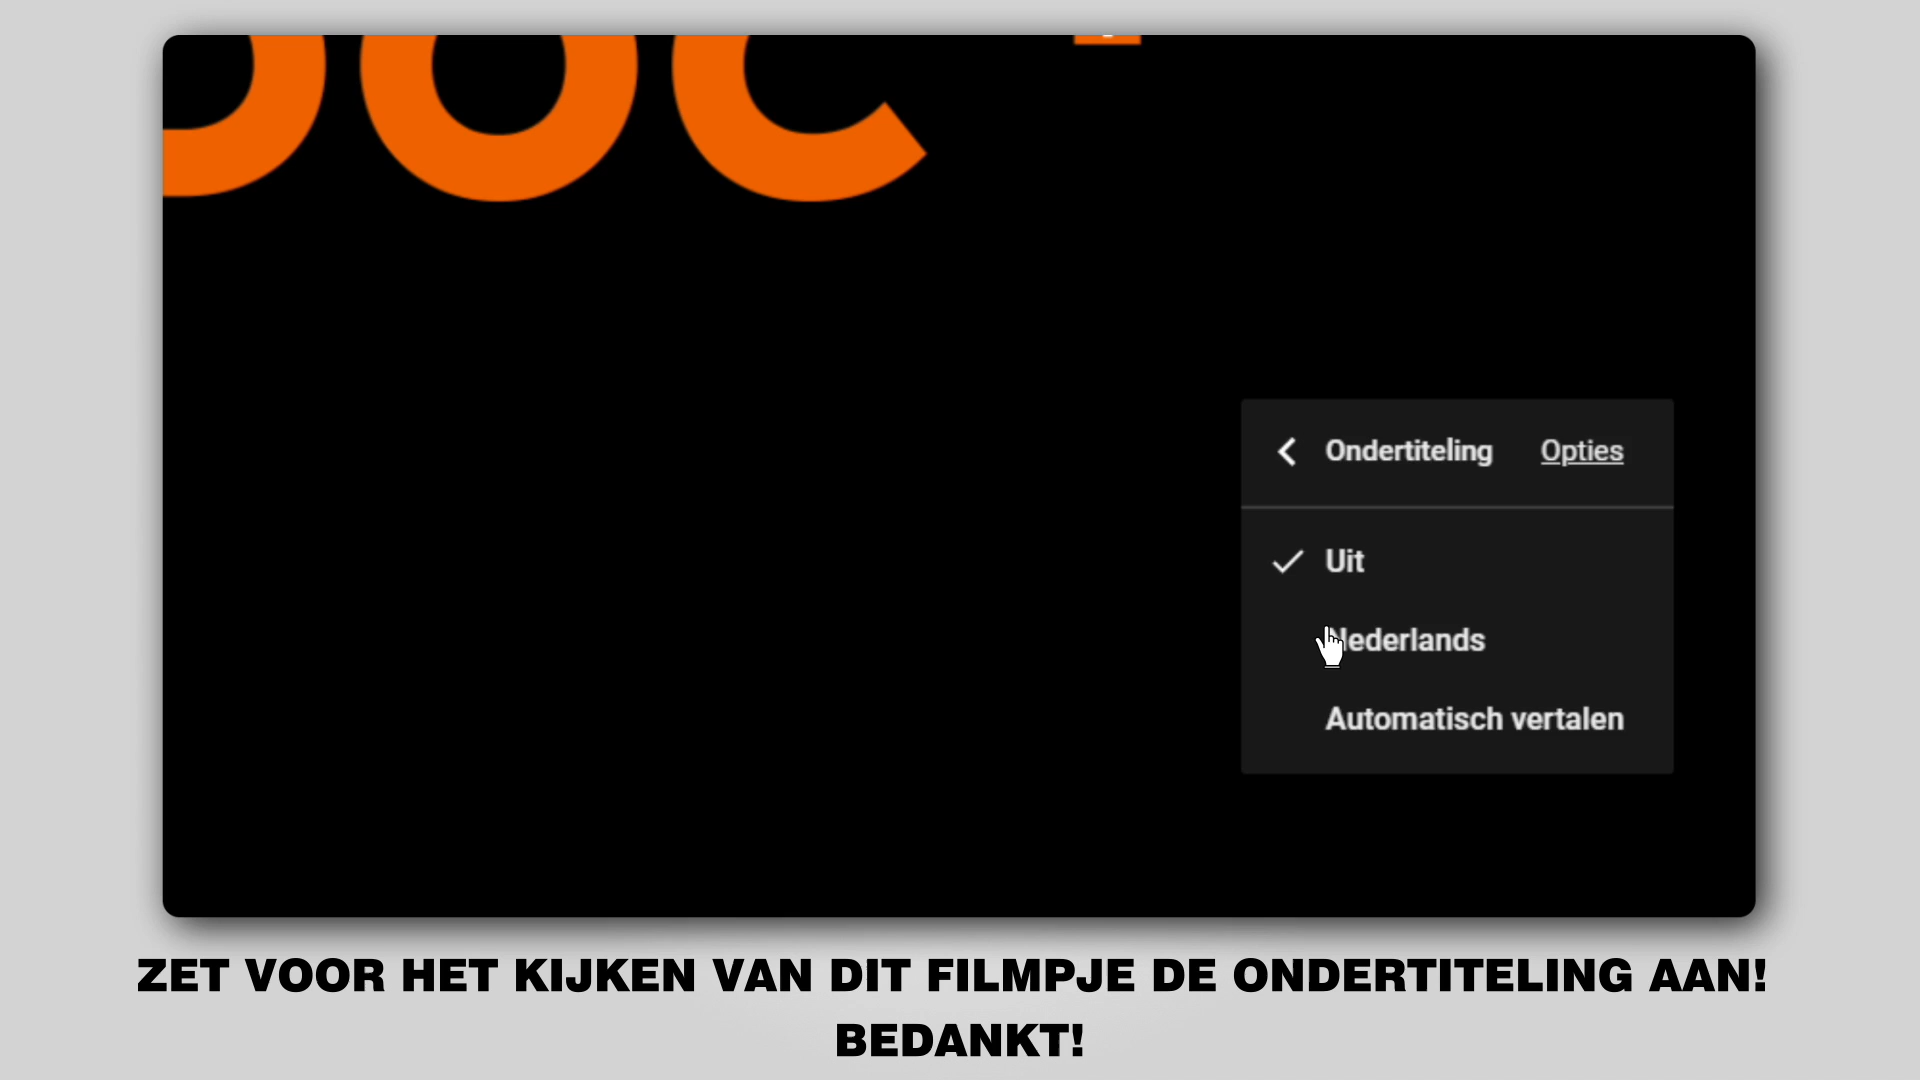 Ondertiteling Opties
Uit
Nederlands
Automatisch vertalen
ZET VOOR HET KIJKEN VAN DIT FILMPJE DE ONDERTITELING AAN!
BEDANKT!